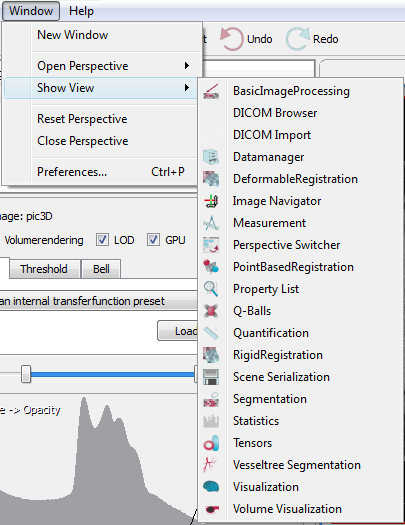 Window Help
New Window
Undo Redo
Open Perspective
Show View
Reset Perspective
Close Perspective
Preferences... Ctrl+P
BasicImageProcessing
DICOM Browser
DICOM Import
Datamanager
DeformableRegistration
Image Navigator
Measurement
Perspective Switcher
PointBasedRegistration
Property List
Q-Balls
Quantification
RigidRegistration
Scene Serialization
Segmentation
Statistics
Tensors
Vesseltree Segmentation
Visualization
Volume Visualization
mage: pic3D
Volumerendering LOD GPU
Threshold Bell
an internal transferfunction preset
Load
e -> Opacity